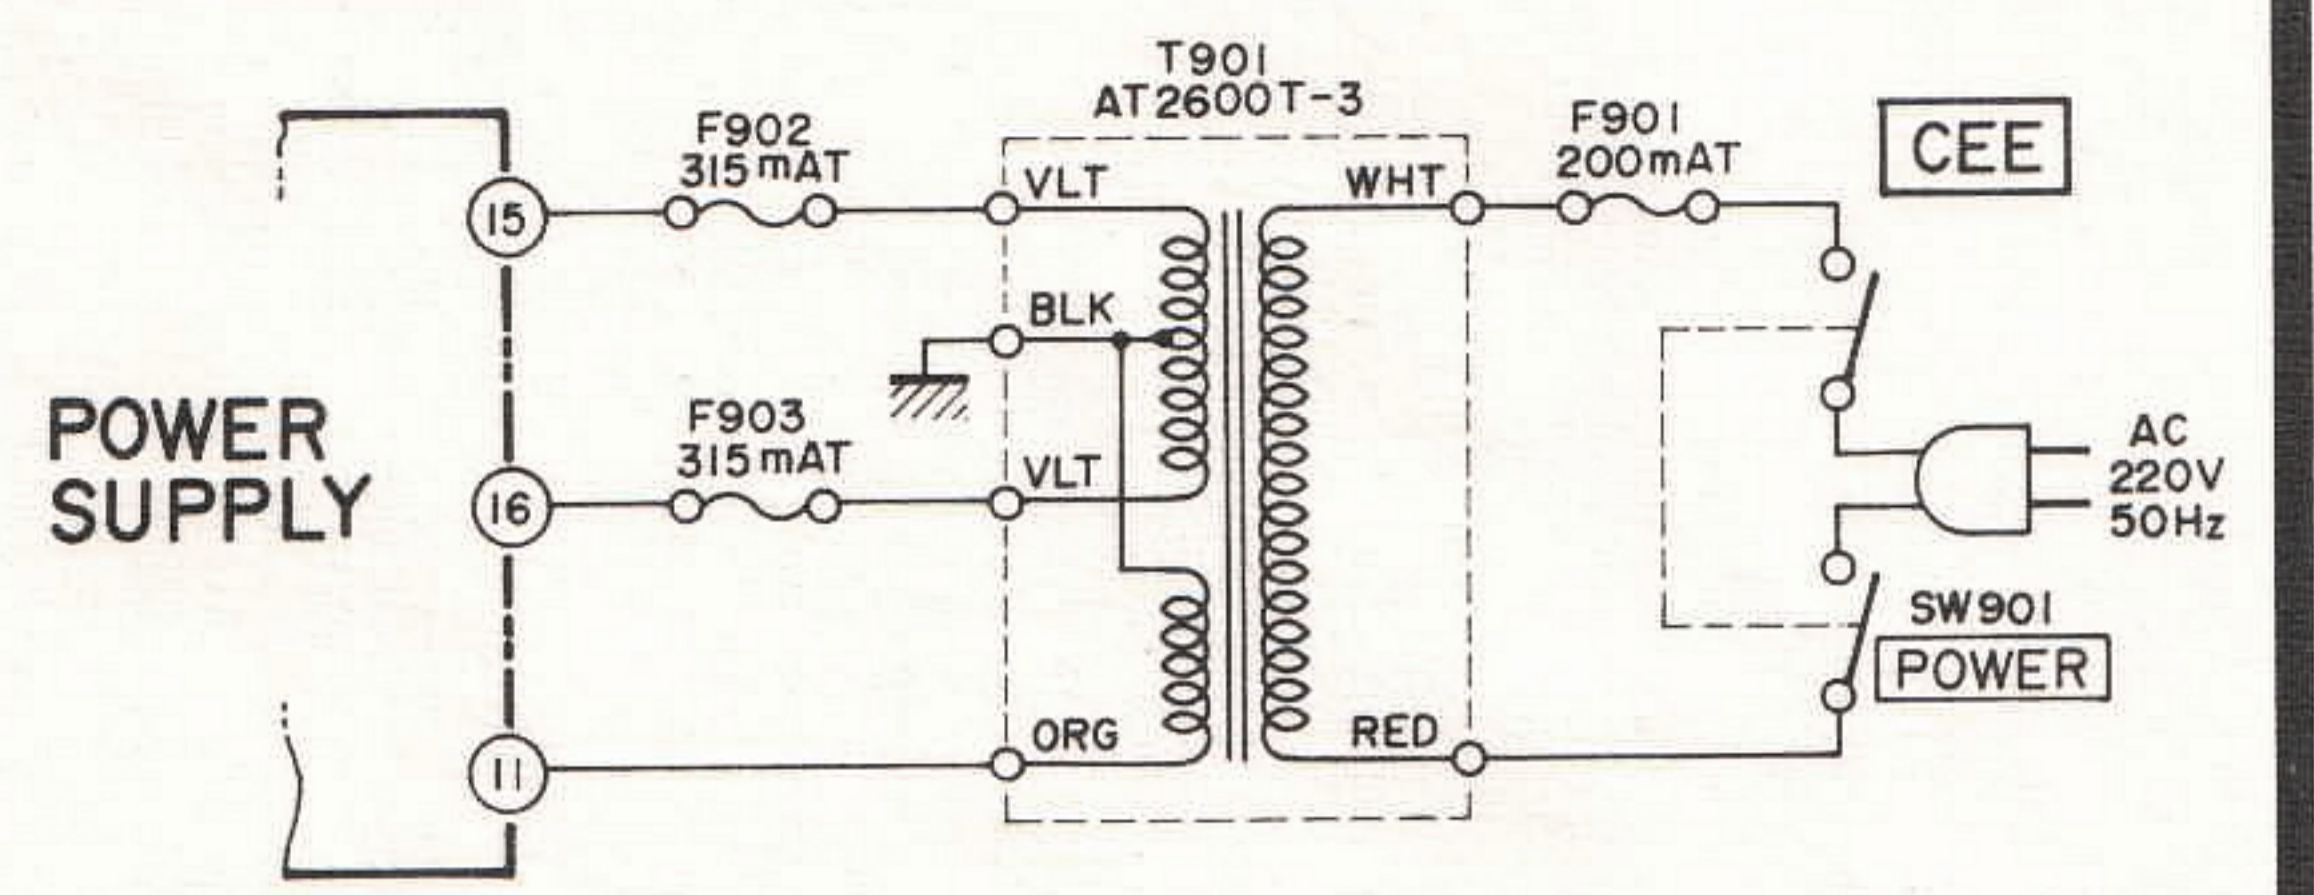 T901
AT2600T-3
F902
315mAT
F901
200mAT
CEE
15
VLT
WHT
BLK
POWER
SUPPLY
F903
315mAT
16
VLT
AC
220V
50Hz
SW901
POWER
11
ORG
RED